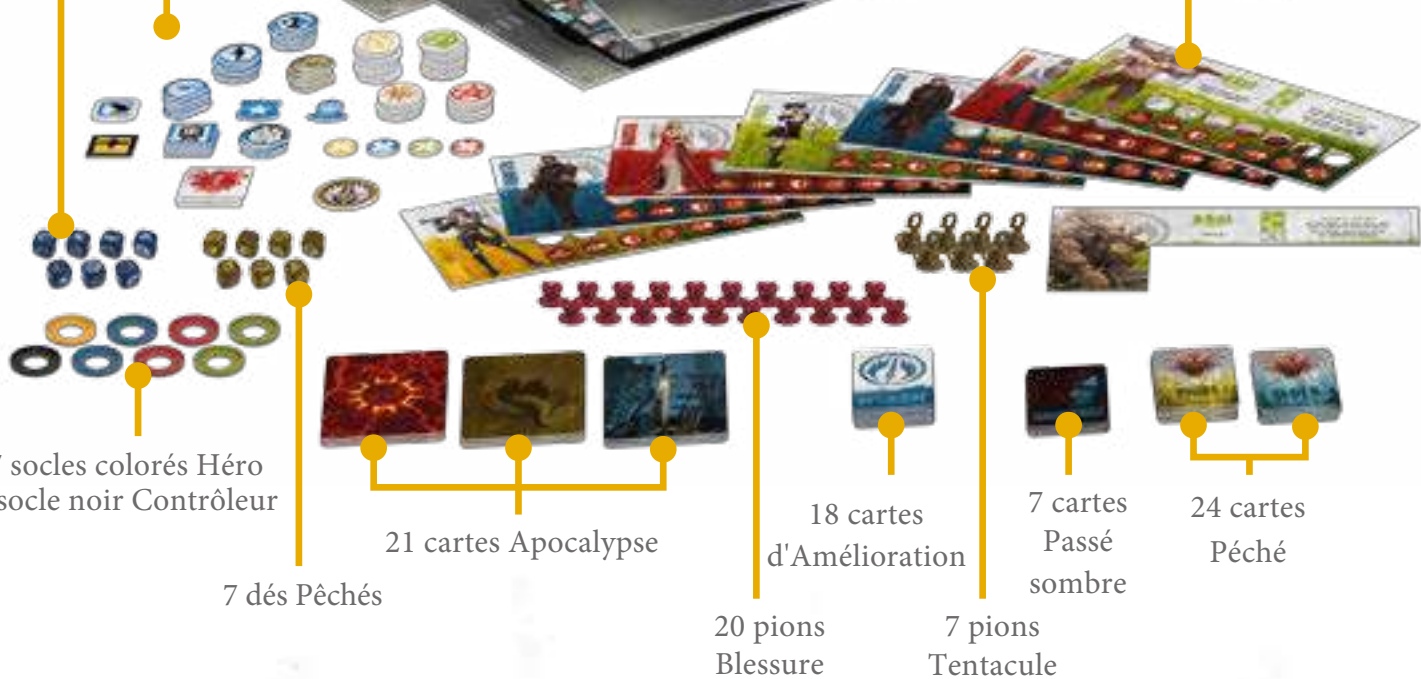 7 socles colorés Héro
socle noir Contrôleur
21 cartes Apocalypse
7 dés Pêchés
18 cartes
d'Amélioration
7 cartes
Passé
sombre
24 cartes
Péché
20 pions
Blessure
7 pions
Tentacule